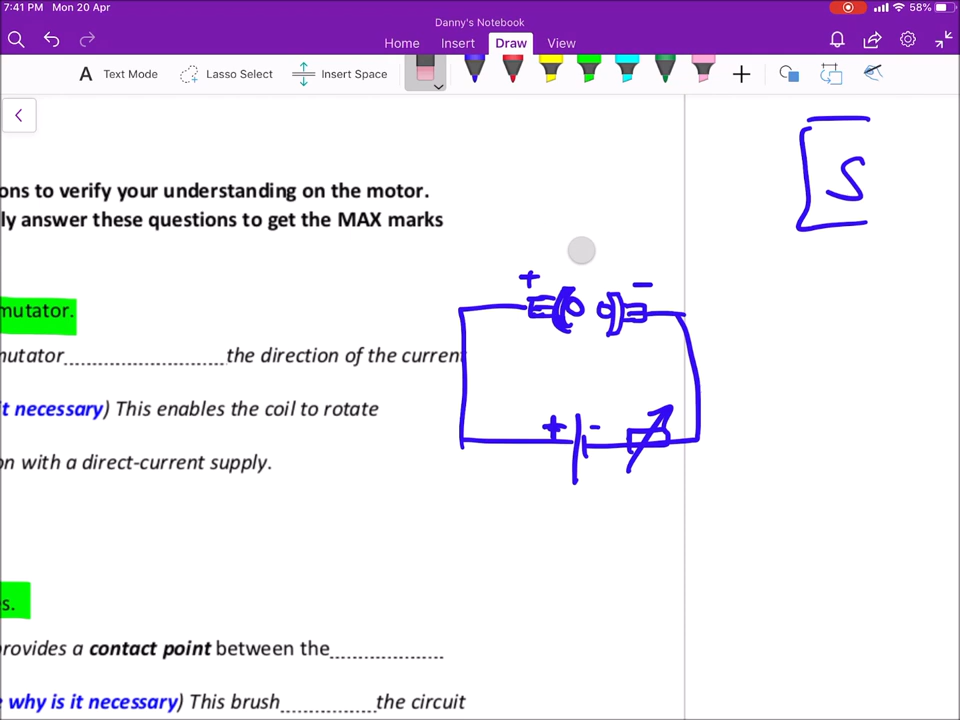 7:41 PM Mon 20 Apr
58%
Danny's Notebook
Home Insert Draw View
A Text Mode Lasso Select Insert Space
S
ons to verify your understanding on the motor.
ly answer these questions to get the MAX marks
+ -
mutator.
mutator..............................the direction of the current
it necessary) This enables the coil to rotate
+ -
on with a direct-current supply.
s.
provides a contact point between the.....................
why is it necessary) This brush.................the circuit